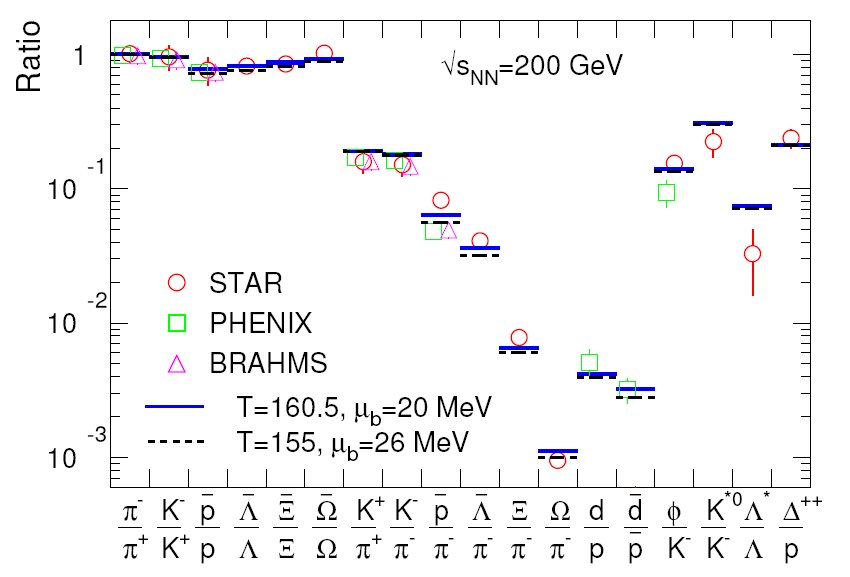 Ratio
√s_NN=200 GeV
1
10^-1
10^-2
10^-3
STAR
PHENIX
BRAHMS
T=160.5, μ_b=20 MeV
T=155, μ_b=26 MeV
π^- K^- p̄ Λ̄ Ξ̄ Ω̄ K^+ K^- p̄ Λ̄ Ξ Ω d d̄ ϕ K^*0 Λ^* Δ^++
π^+ K^+ p Λ Ξ Ω π^+ π^- π^- π^- π^- π^- p p̄ K^- K^- Λ p